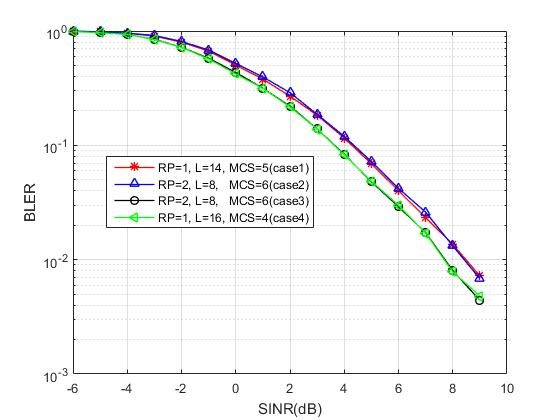 10^0
10^-1
10^-2
10^-3
BLER
RP=1, L=14, MCS=5(case1)
RP=2, L=8, MCS=6(case2)
RP=2, L=8, MCS=6(case3)
RP=1, L=16, MCS=4(case4)
-6 -4 -2 0 2 4 6 8 10
SINR(dB)